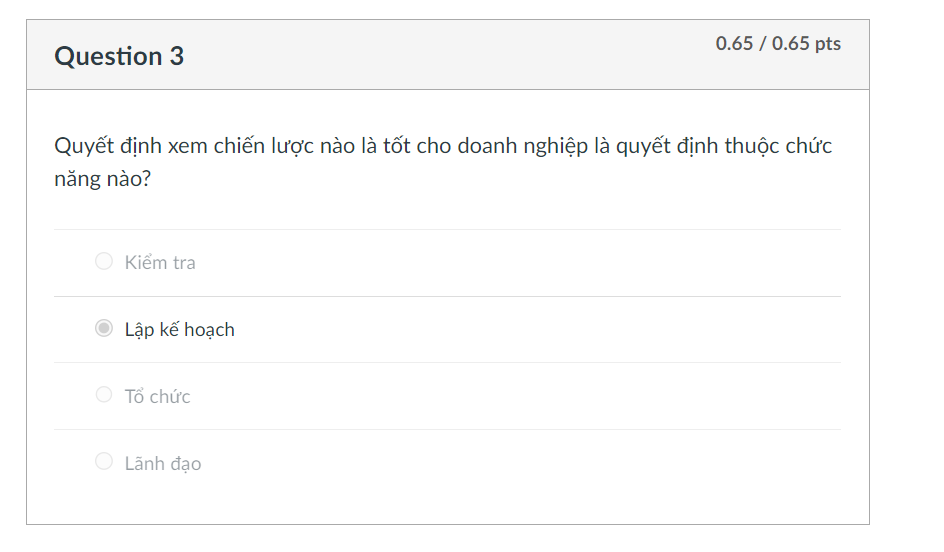 Question 3
0.65 / 0.65 pts
Quyết định xem chiến lược nào là tốt cho doanh nghiệp là quyết định thuộc chức
năng nào?
Kiểm tra
Lập kế hoạch
Tổ chức
Lãnh đạo